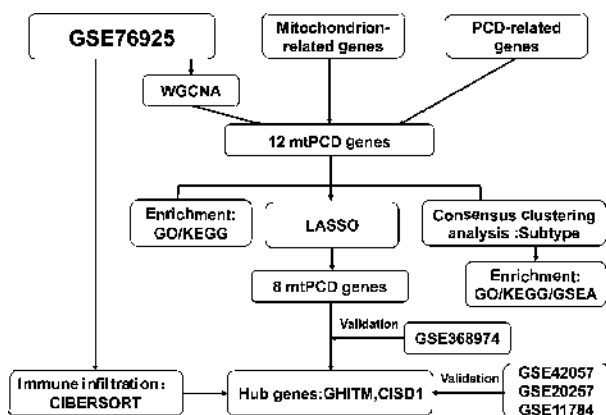 GSE76925
Mitochondrion-
related genes
PCD-related
genes
WGCNA
12 mtPCD genes
Enrichment:
GO/KEGG
LASSO
Consensus clustering
analysis :Subtype
8 mtPCD genes
Enrichment:
GO/KEGG/GSEA
Validation
GSE368974
Immune infiltration:
CIBERSORT
Hub genes:GHITM,CISD1
Validation
GSE42057
GSE20257
GSE11784